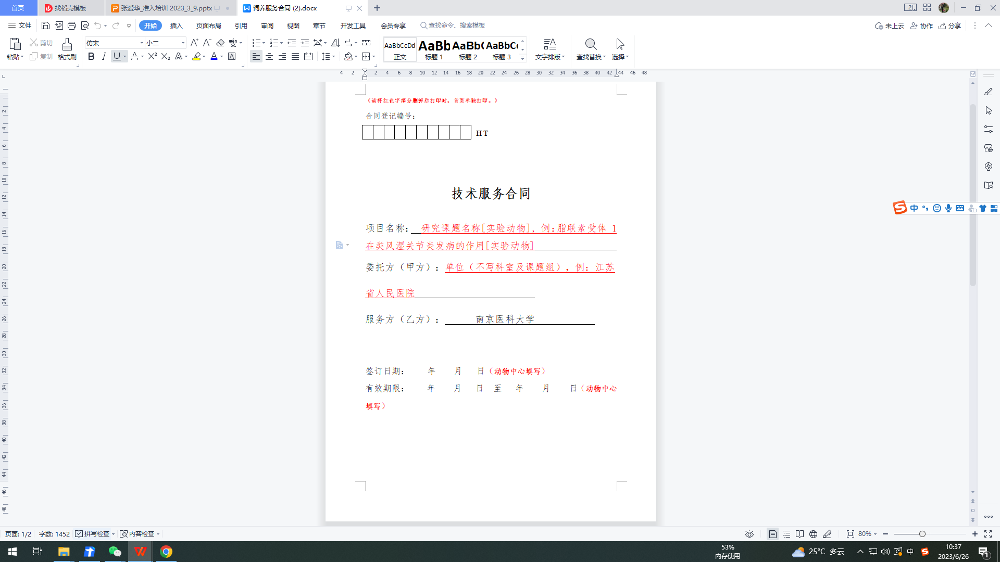 首页 找稻壳模板 张爱华_准入培训 2023_3_9.pptx 饲养服务合同 (2).docx
文件 开始 插入 页面布局 引用 审阅 视图 章节 开发工具 会员专享 查找命令、搜索模板 未上云 协作 分享
粘贴 剪切 复制 格式刷 仿宋 小二 AaBbCcDd 正文 AaBb 标题 1 AaBb( 标题 2 AaBbC( 标题 3 文字排版 查找替换 选择
4 2 2 4 6 8 10 12 14 16 18 20 22 24 26 28 30 32 34 36 38 40 42 44 46 48
（请将红色字部分删掉后打印时，首页单独打印。）
合同登记编号：
HT
技术服务合同
项目名称： 研究课题名称[实验动物]，例：脂联素受体 1
在类风湿关节炎发病的作用[实验动物]
委托方（甲方）：单位（不写科室及课题组），例：江苏
省人民医院
服务方（乙方）： 南京医科大学
签订日期： 年 月 日（动物中心填写）
有效期限： 年 月 日 至 年 月 日（动物中心
填写）
中
页面: 1/2 字数: 1452 拼写检查 内容检查 80%
53%
内存使用
25°C 多云 中
10:37
2023/6/26
1